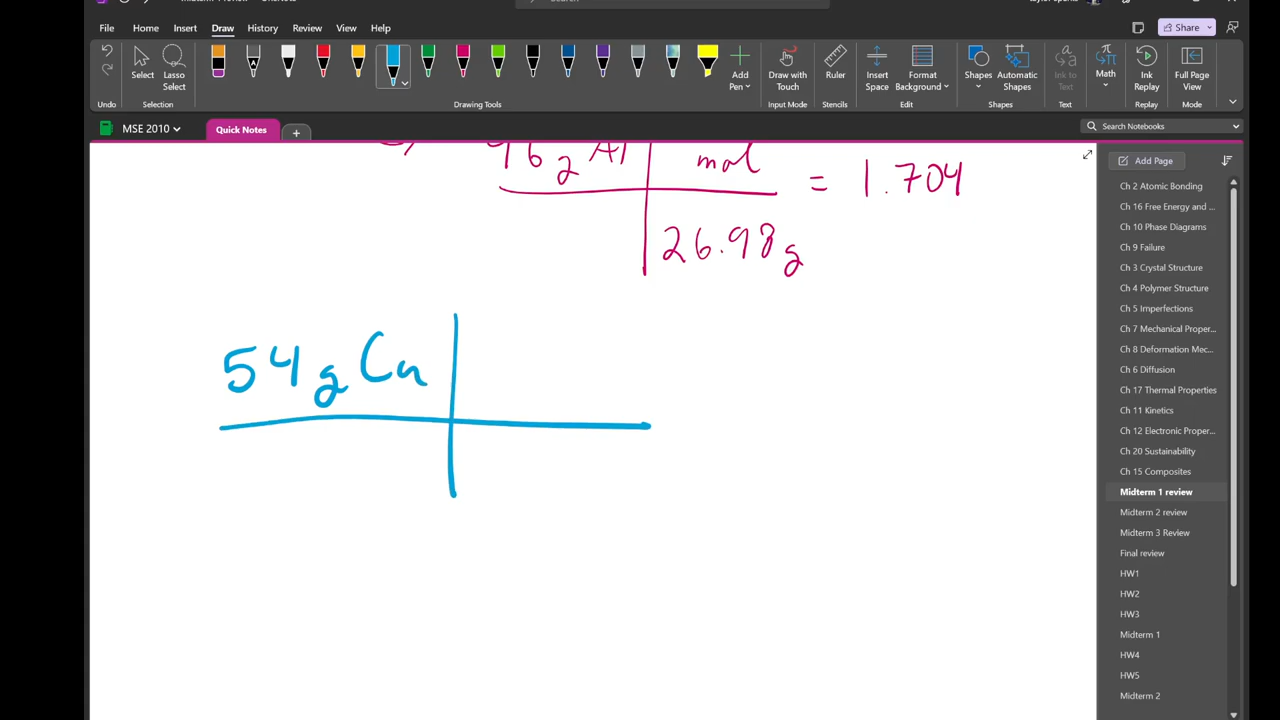 File Home Insert Draw History Review View Help
Share
Undo
Select
Lasso Select
Selection
Drawing Tools
Add Pen
Draw with Touch
Input Mode
Ruler
Stencils
Insert Space
Format Background
Edit
Shapes
Automatic Shapes
Shapes
Ink to Text
Text
Math
Ink Replay
Replay
Full Page View
Mode
MSE 2010
Quick Notes
+
Search Notebooks
46 g Al
mol
= 1.704
26.98 g
54 g Cu
Add Page
Ch 2 Atomic Bonding
Ch 16 Free Energy and ...
Ch 10 Phase Diagrams
Ch 9 Failure
Ch 3 Crystal Structure
Ch 4 Polymer Structure
Ch 5 Imperfections
Ch 7 Mechanical Proper...
Ch 8 Deformation Mec...
Ch 6 Diffusion
Ch 17 Thermal Properties
Ch 11 Kinetics
Ch 12 Electronic Proper...
Ch 20 Sustainability
Ch 15 Composites
Midterm 1 review
Midterm 2 review
Midterm 3 Review
Final review
HW1
HW2
HW3
Midterm 1
HW4
HW5
Midterm 2